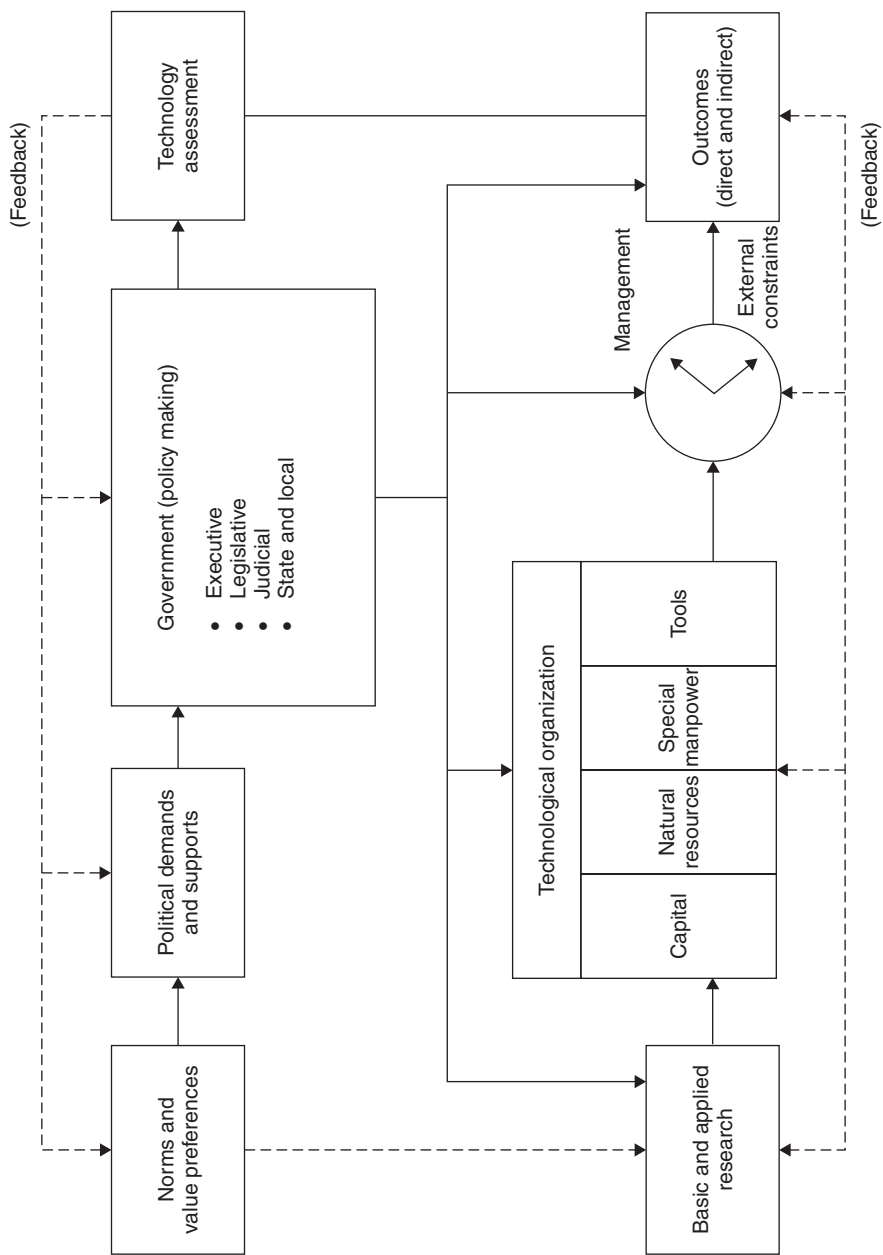 (Feedback)
Norms and
value preferences
Political demands
and supports
Government (policy making)
• Executive
• Legislative
• Judicial
• State and local
Technology
assessment
Basic and applied
research
Technological organization
Capital
Natural
resources
Special
manpower
Tools
Management
External
constraints
Outcomes
(direct and indirect)
(Feedback)